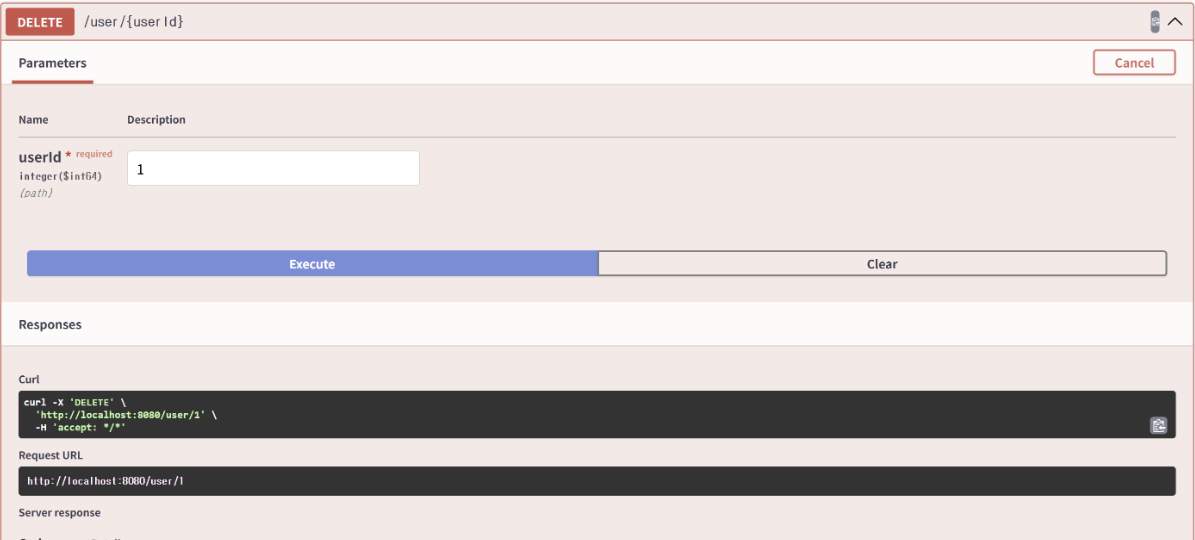 DELETE /user/{userId}
Parameters
Cancel
Name Description
userId * required
integer($int64)
(path)
1
Execute Clear
Responses
Curl
curl -X 'DELETE' \
'http://localhost:8080/user/1' \
-H 'accept: */*'
Request URL
http://localhost:8080/user/1
Server response